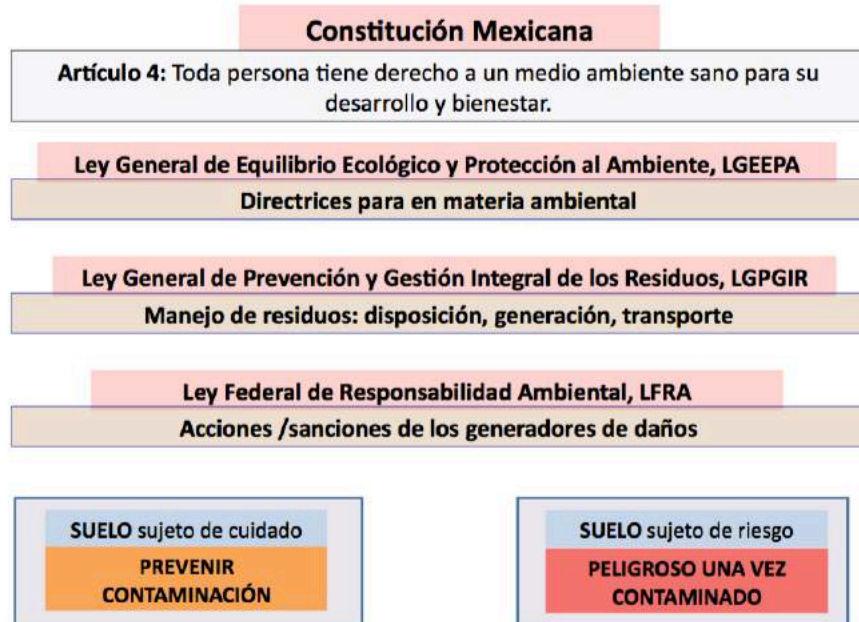 Constitución Mexicana
Artículo 4: Toda persona tiene derecho a un medio ambiente sano para su
desarrollo y bienestar.
Ley General de Equilibrio Ecológico y Protección al Ambiente, LGEEPA
Directrices para en materia ambiental
Ley General de Prevención y Gestión Integral de los Residuos, LGPGIR
Manejo de residuos: disposición, generación, transporte
Ley Federal de Responsabilidad Ambiental, LFRA
Acciones /sanciones de los generadores de daños
SUELO sujeto de cuidado
PREVENIR
CONTAMINACIÓN
SUELO sujeto de riesgo
PELIGROSO UNA VEZ
CONTAMINADO